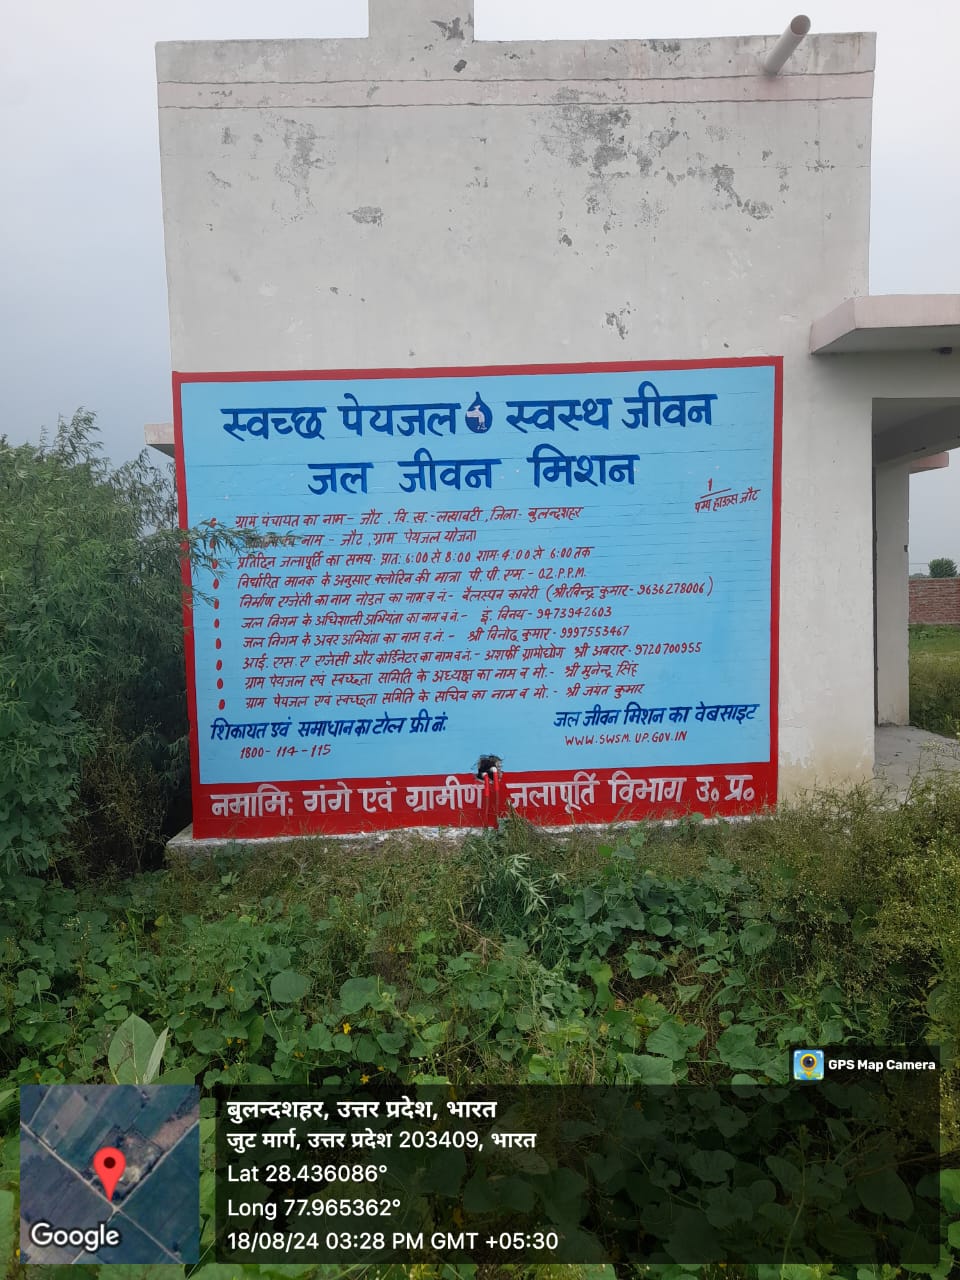 स्वच्छ पेयजल स्वस्थ जीवन
जल जीवन मिशन
पम्प हाऊस जौट
ग्राम पंचायत का नाम- जौट, वि. ख.- लखावटी, जिला- बुलन्दशहर
नाम - जौट, ग्राम पेयजल योजना
प्रतिदिन जलापूर्ति का समय- प्रात: 6:00 से 8:00 शाम- 4:00 से 6:00 तक
निर्धारित मानक के अनुसार क्लोरिन की मात्रा पी. पी. एम. - 0.2 P.P.M.
निर्माण एजेंसी का नाम नोडल का नाम व नं.- वेलस्पन कावेरी (श्री रविन्द्र कुमार- 9636278006)
जल निगम के अधिशासी अभियंता का नाम व नं.- इं. विनय- 9473942603
जल निगम के अवर अभियंता का नाम व नं.- श्री विनोद कुमार- 9997553467
आई. एस. ए एजेंसी और कोर्डिनेटर का नाम व नं.- अशर्फी ग्रामोद्योग श्री अबरार- 9720700955
ग्राम पेयजल एवं स्वच्छता समिति के अध्यक्ष का नाम व मो.- श्री मुनेन्द्र सिंह
ग्राम पेयजल एवं स्वच्छता समिति के सचिव का नाम व मो.- श्री जयंत कुमार
शिकायत एवं समाधान का टोल फ्री नं.
1800-114-115
जल जीवन मिशन का वेबसाइट
WWW.SWSM.UP.GOV.IN
नमामि: गंगे एवं ग्रामीण जलापूर्ति विभाग उ० प्र०
GPS Map Camera
बुलन्दशहर, उत्तर प्रदेश, भारत
जुट मार्ग, उत्तर प्रदेश 203409, भारत
Lat 28.436086°
Long 77.965362°
18/08/24 03:28 PM GMT +05:30
Google